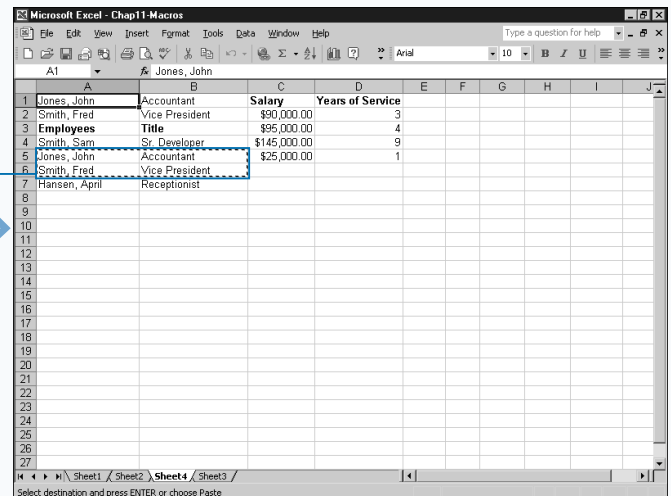 Microsoft Excel - Chap11-Macros
File Edit View Insert Format Tools Data Window Help Type a question for help
Arial 10 B I U
A1 fx Jones, John
A B C D E F G H I J
1 Jones, John Accountant Salary Years of Service
2 Smith, Fred Vice President $90,000.00 3
3 Employees Title $95,000.00 4
4 Smith, Sam Sr. Developer $145,000.00 9
5 Jones, John Accountant $25,000.00 1
6 Smith, Fred Vice President
7 Hansen, April Receptionist
8
9
10
11
12
13
14
15
16
17
18
19
20
21
22
23
24
25
26
27
Sheet1 Sheet2 Sheet4 Sheet3
Select destination and press ENTER or choose Paste